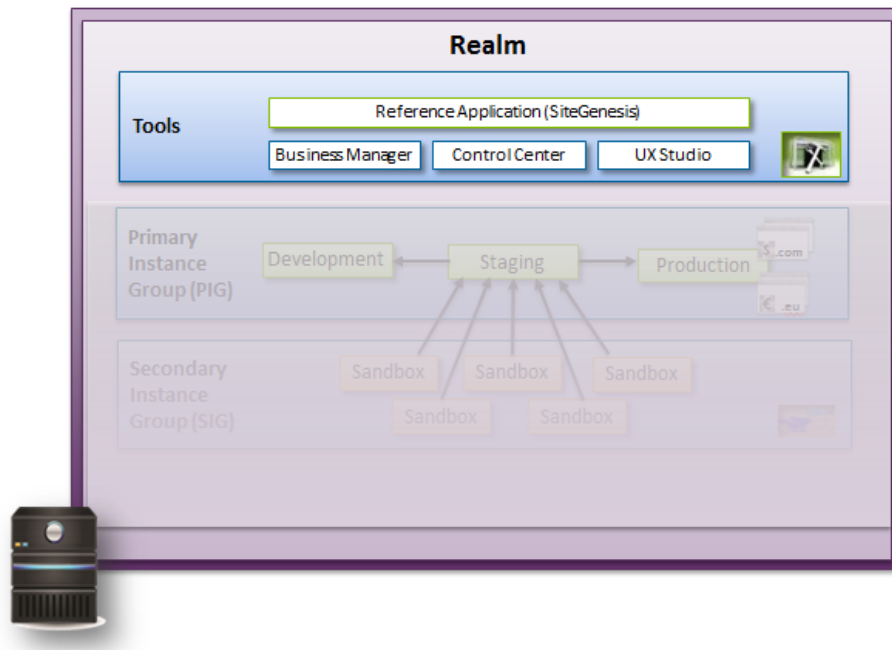 Realm
Tools
Reference Application (SiteGenesis)
Business Manager
Control Center
UX Studio
Primary
Instance
Group (PIG)
Development
Staging
Production
$ .com
€ .eu
Secondary
Instance
Group (SIG)
Sandbox
Sandbox
Sandbox
Sandbox
Sandbox